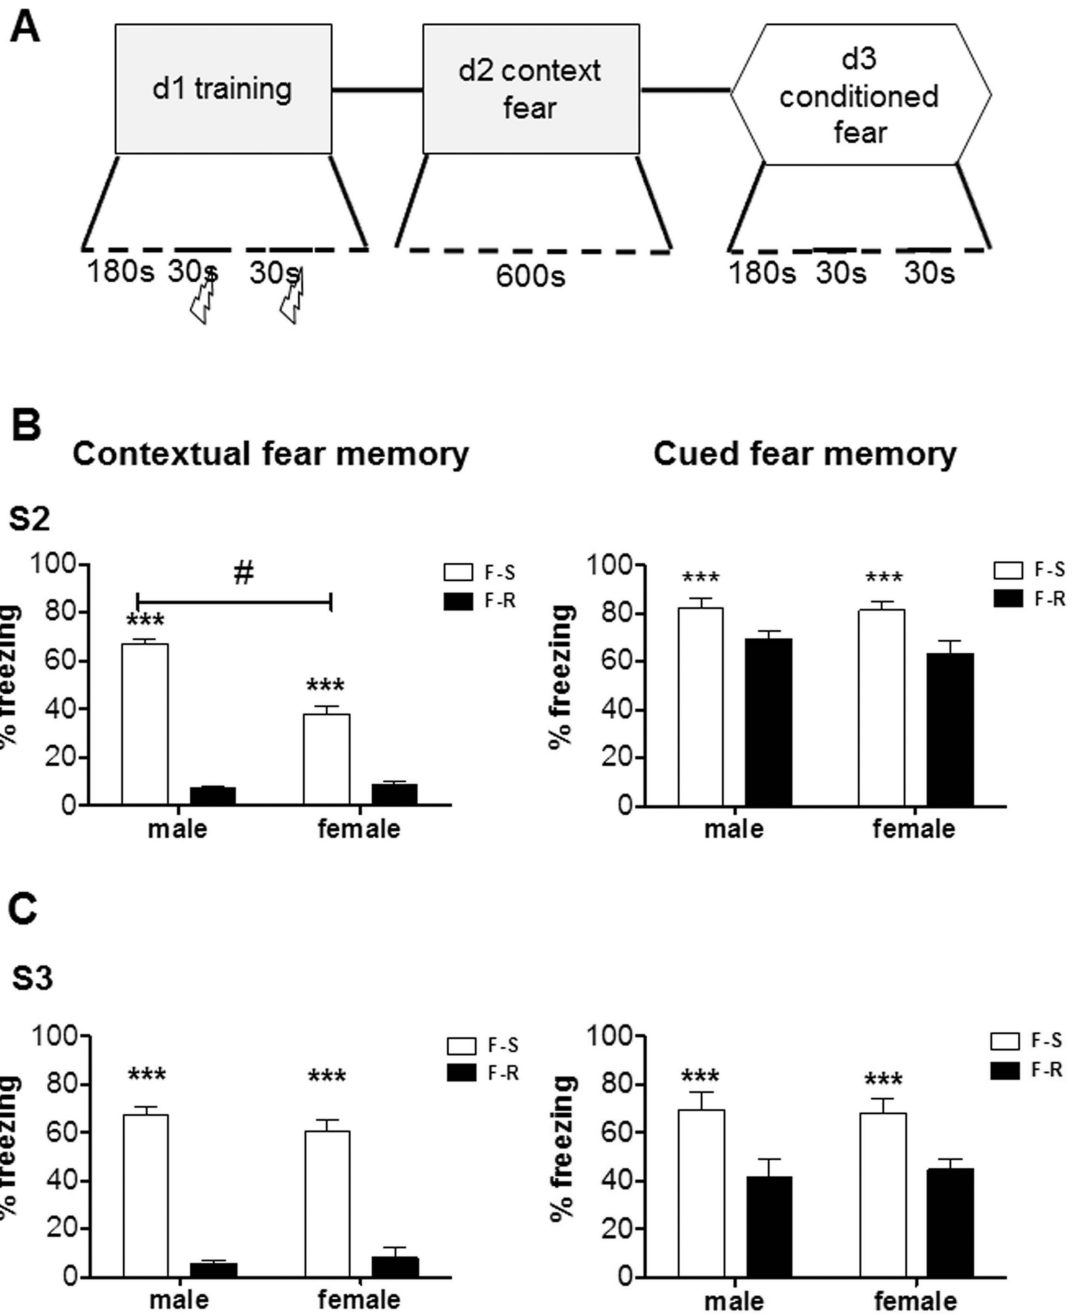 A
d1 training
d2 context
fear
d3
conditioned
fear
180s 30s 30s
600s
180s 30s 30s
B
Contextual fear memory
Cued fear memory
S2
% freezing
100
80
60
40
20
0
#
***
***
F-S
F-R
male female
% freezing
100
80
60
40
20
0
***
***
F-S
F-R
male female
C
S3
% freezing
100
80
60
40
20
0
***
***
F-S
F-R
male female
% freezing
100
80
60
40
20
0
***
***
F-S
F-R
male female